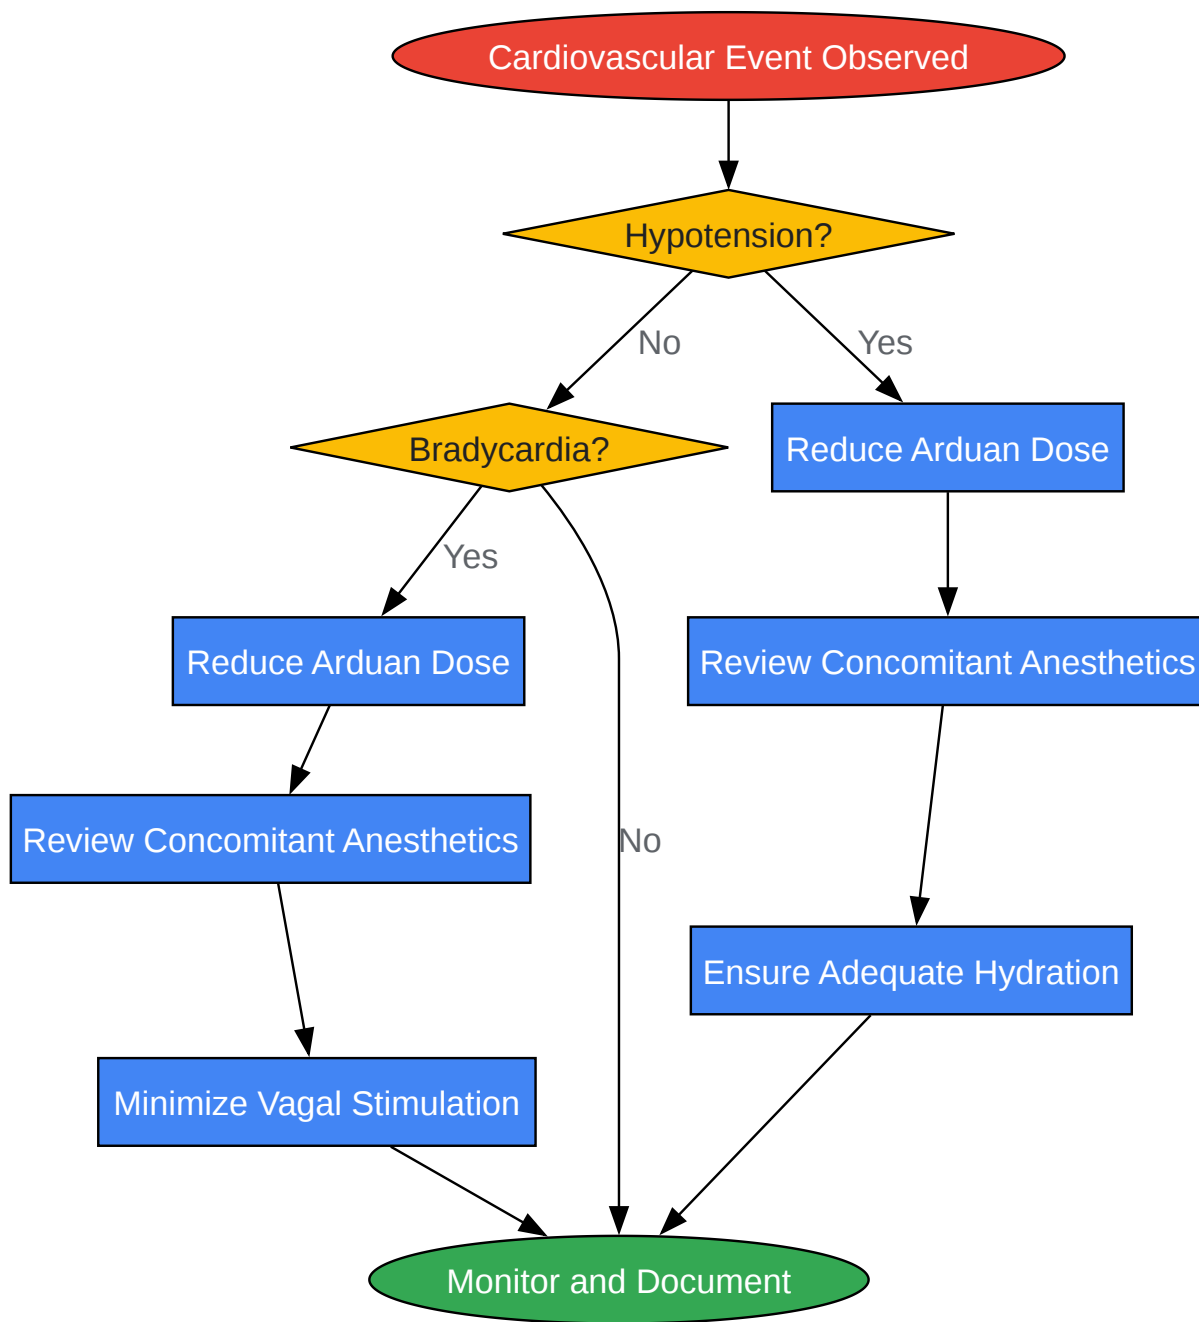 Cardiovascular Event Observed
Hypotension?
No
Yes
Bradycardia?
Reduce Arduan Dose
Yes
Reduce Arduan Dose
Review Concomitant Anesthetics
Review Concomitant Anesthetics
No
Ensure Adequate Hydration
Minimize Vagal Stimulation
Monitor and Document